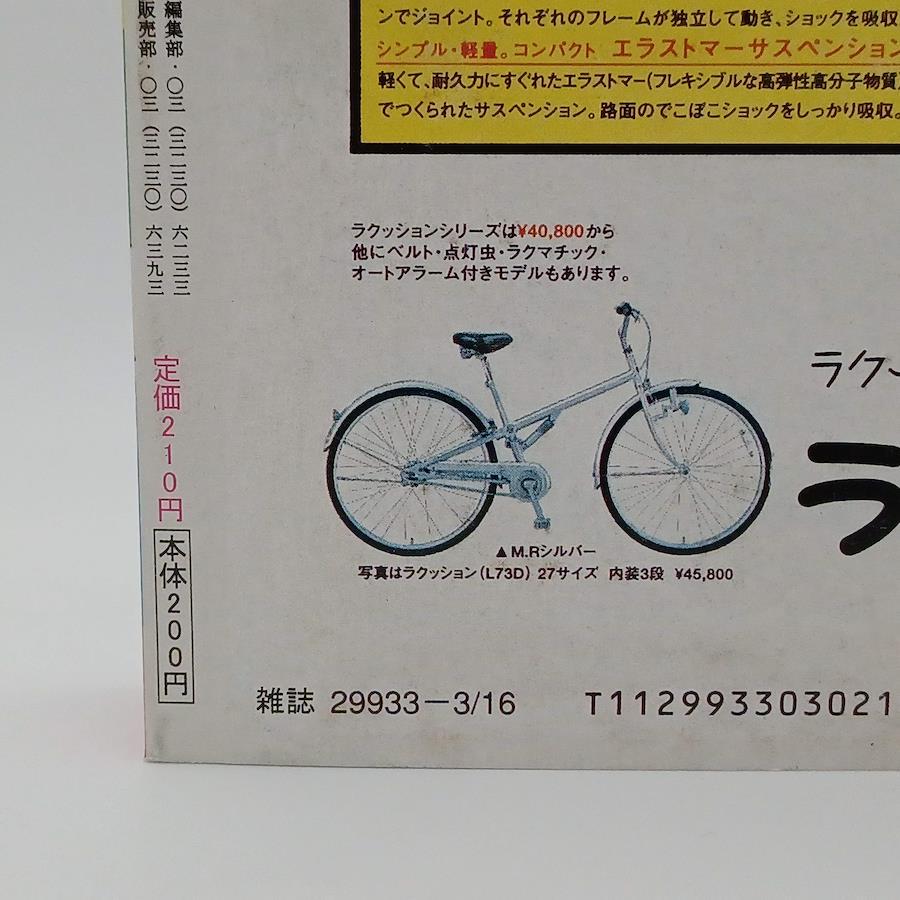 ンでジョイント。それぞれのフレームが独立して動き、ショックを吸収
シンプル・軽量。コンパクト エラストマーサスペンション
軽くて、耐久力にすぐれたエラストマー(フレキシブルな高弾性高分子物質)
でつくられたサスペンション。路面のでこぼこショックをしっかり吸収。
編集部・〇三(三二三〇)六二三三
販売部・〇三(三二三〇)六三九三
ラクッションシリーズは¥40,800から
他にベルト・点灯虫・ラクマチック・
オートアラーム付きモデルもあります。
ラクー
ラ
定価210円
本体200円
▲M.Rシルバー
写真はラクッション(L73D) 27サイズ 内装3段 ¥45,800
雑誌 29933-3/16
T112993303021